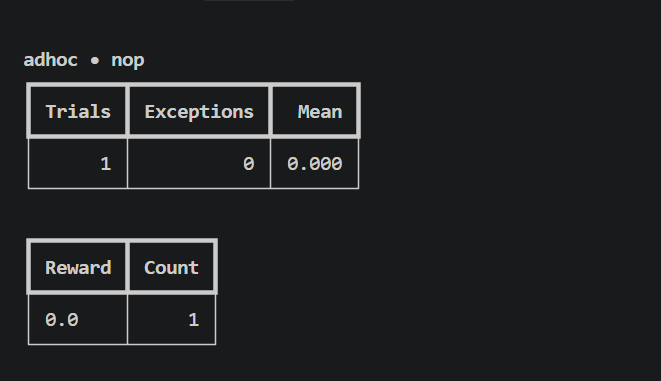 adhoc • nop
Trials Exceptions Mean
1 0 0.000
Reward Count
0.0 1